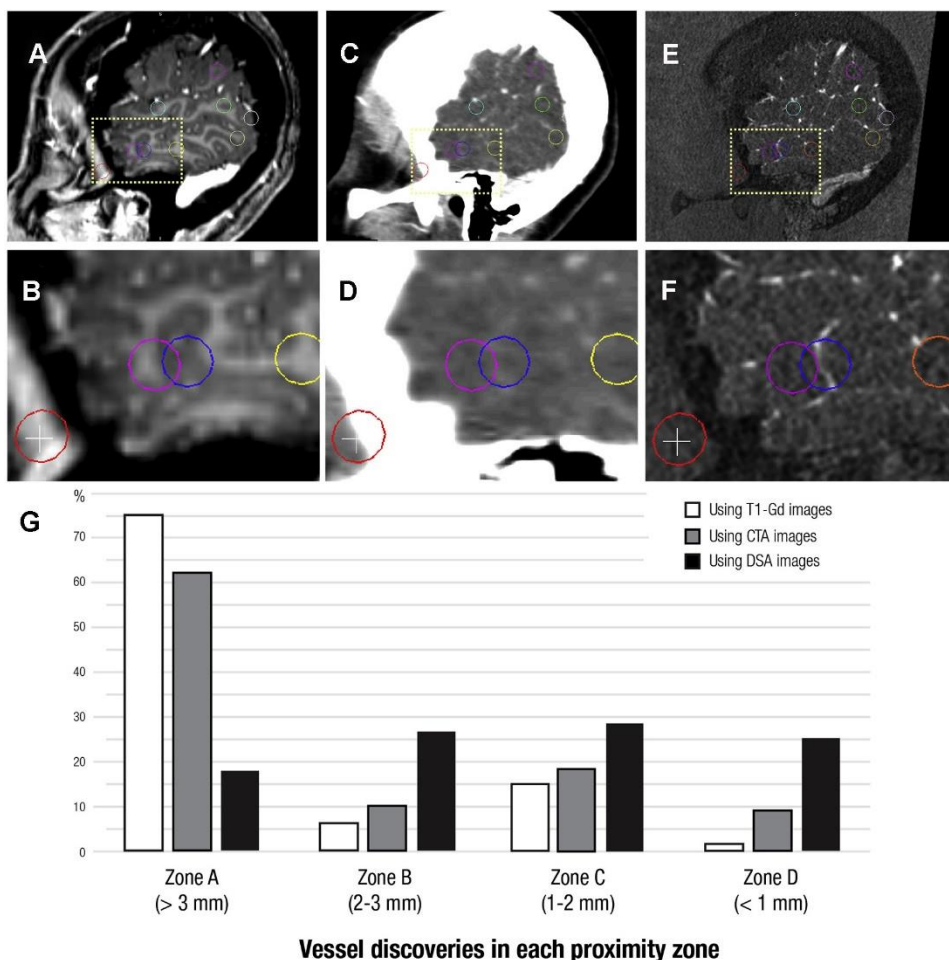 A
C
E
B
D
F
G
%
Using T1-Gd images
Using CTA images
Using DSA images
70
60
50
40
30
20
10
0
Zone A
(> 3 mm)
Zone B
(2-3 mm)
Zone C
(1-2 mm)
Zone D
(< 1 mm)
Vessel discoveries in each proximity zone